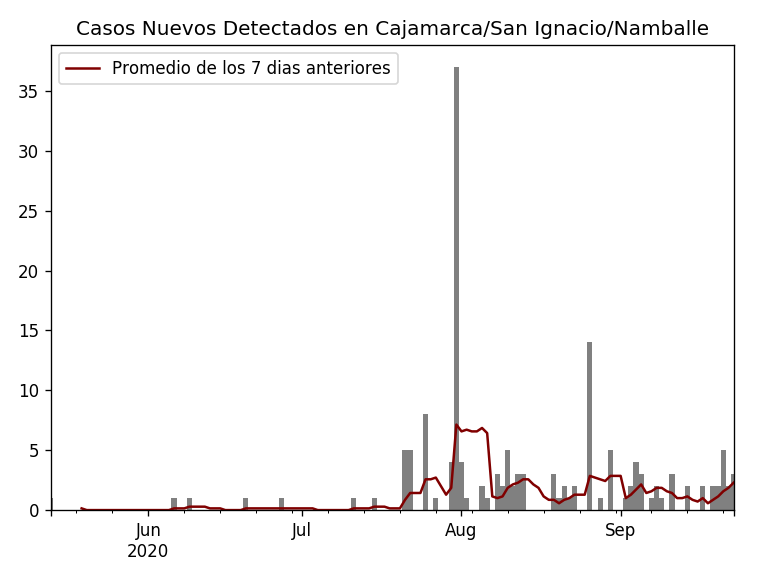 Casos Nuevos Detectados en Cajamarca/San Ignacio/Namballe
Promedio de los 7 dias anteriores
35
30
25
20
15
10
5
0
Jun
2020
Jul
Aug
Sep